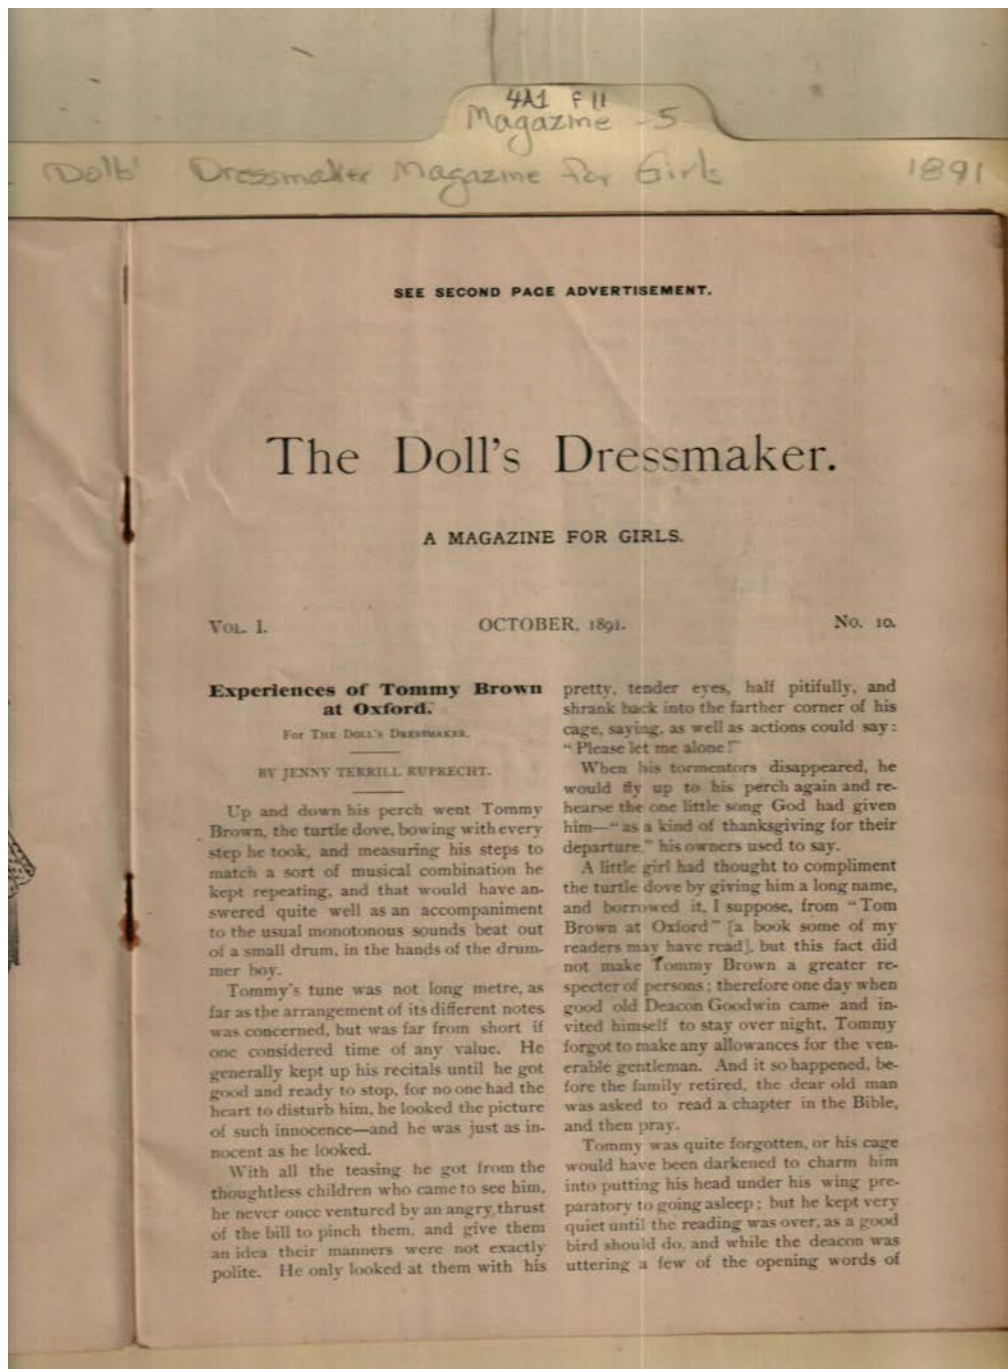 4A1 F11
Magazine - 5
Dolls' Dressmaker Magazine for Girls 1891
SEE SECOND PAGE ADVERTISEMENT.
The Doll's Dressmaker.
A MAGAZINE FOR GIRLS.
VOL. I. OCTOBER, 1891. No. 10.
Experiences of Tommy Brown
at Oxford.
For THE DOLL'S DRESSMAKER.
BY JENNY TERRILL RUPRECHT.
Up and down his perch went Tommy
Brown, the turtle dove, bowing with every
step he took, and measuring his steps to
match a sort of musical combination he
kept repeating, and that would have an-
swered quite well as an accompaniment
to the usual monotonous sounds beat out
of a small drum, in the hands of the drum-
mer boy.
Tommy's tune was not long metre, as
far as the arrangement of its different notes
was concerned, but was far from short if
one considered time of any value. He
generally kept up his recitals until he got
good and ready to stop, for no one had the
heart to disturb him, he looked the picture
of such innocence—and he was just as in-
nocent as he looked.
With all the teasing he got from the
thoughtless children who came to see him,
he never once ventured by an angry thrust
of the bill to pinch them, and give them
an idea their manners were not exactly
polite. He only looked at them with his
pretty, tender eyes, half pitifully, and
shrank back into the farther corner of his
cage, saying, as well as actions could say:
"Please let me alone!"
When his tormentors disappeared, he
would fly up to his perch again and re-
hearse the one little song God had given
him—"as a kind of thanksgiving for their
departure," his owners used to say.
A little girl had thought to compliment
the turtle dove by giving him a long name,
and borrowed it, I suppose, from "Tom
Brown at Oxford" [a book some of my
readers may have read], but this fact did
not make Tommy Brown a greater re-
specter of persons; therefore one day when
good old Deacon Goodwin came and in-
vited himself to stay over night, Tommy
forgot to make any allowances for the ven-
erable gentleman. And it so happened, be-
fore the family retired, the dear old man
was asked to read a chapter in the Bible,
and then pray.
Tommy was quite forgotten, or his cage
would have been darkened to charm him
into putting his head under his wing pre-
paratory to going asleep; but he kept very
quiet until the reading was over, as a good
bird should do, and while the deacon was
uttering a few of the opening words of